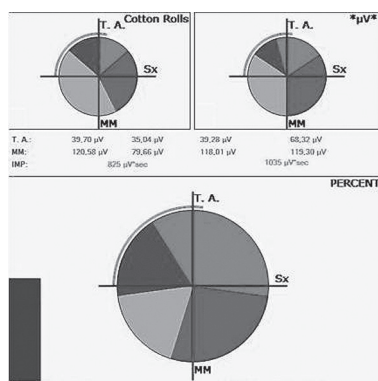 Cotton Rolls
T. A.
Sx
MM
*µV*
T. A.
Sx
MM
T. A.: 39,70 µV 35,04 µV 39,28 µV 68,32 µV
MM: 120,58 µV 79,66 µV 118,01 µV 119,30 µV
IMP: 825 µV*sec 1035 µV*sec
PERCENT
T. A.
Sx
MM